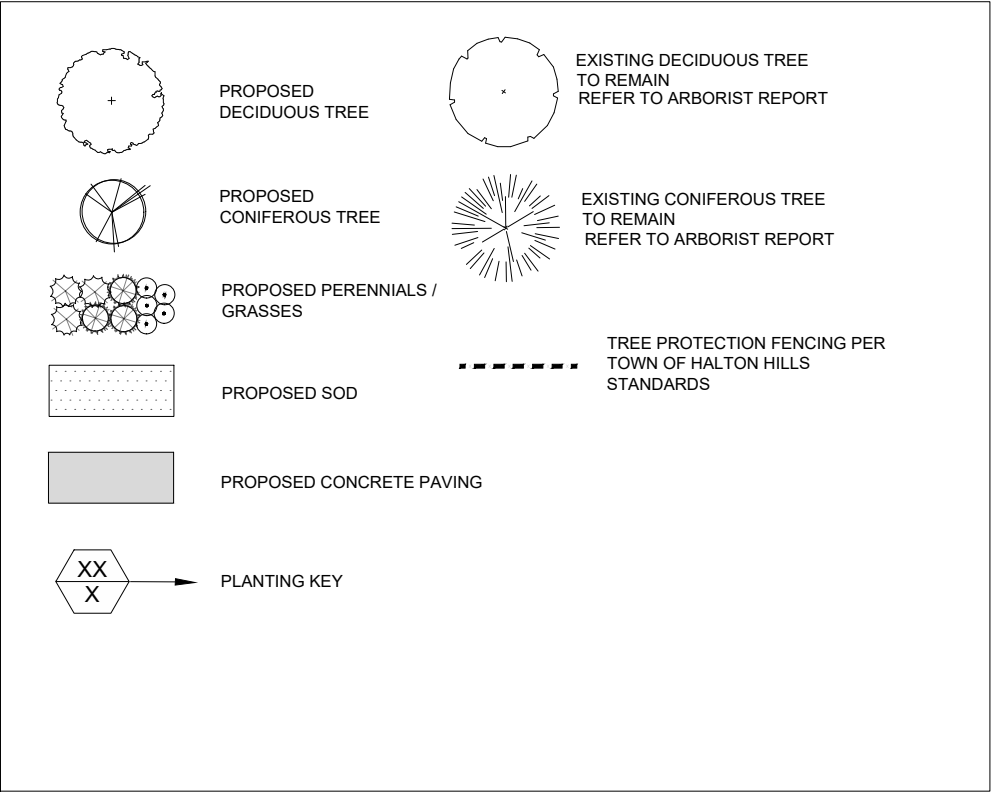 PROPOSED
DECIDUOUS TREE
PROPOSED
CONIFEROUS TREE
PROPOSED PERENNIALS /
GRASSES
PROPOSED SOD
PROPOSED CONCRETE PAVING
XX
X
PLANTING KEY
EXISTING DECIDUOUS TREE
TO REMAIN
REFER TO ARBORIST REPORT
EXISTING CONIFEROUS TREE
TO REMAIN
REFER TO ARBORIST REPORT
TREE PROTECTION FENCING PER
TOWN OF HALTON HILLS
STANDARDS